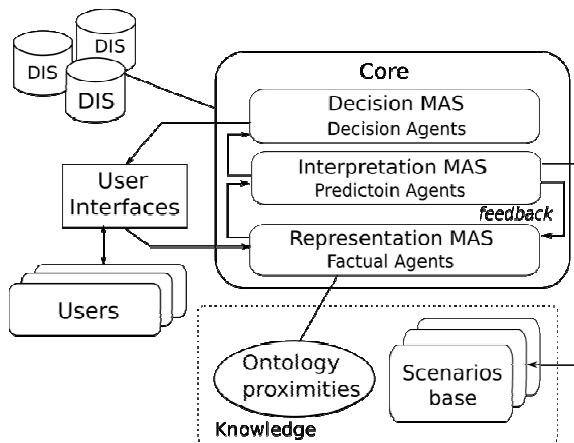 DIS
DIS
DIS
Core
Decision MAS
Decision Agents
Interpretation MAS
Predictoin Agents
feedback
Representation MAS
Factual Agents
User
Interfaces
Users
Ontology
proximities
Scenarios
base
Knowledge